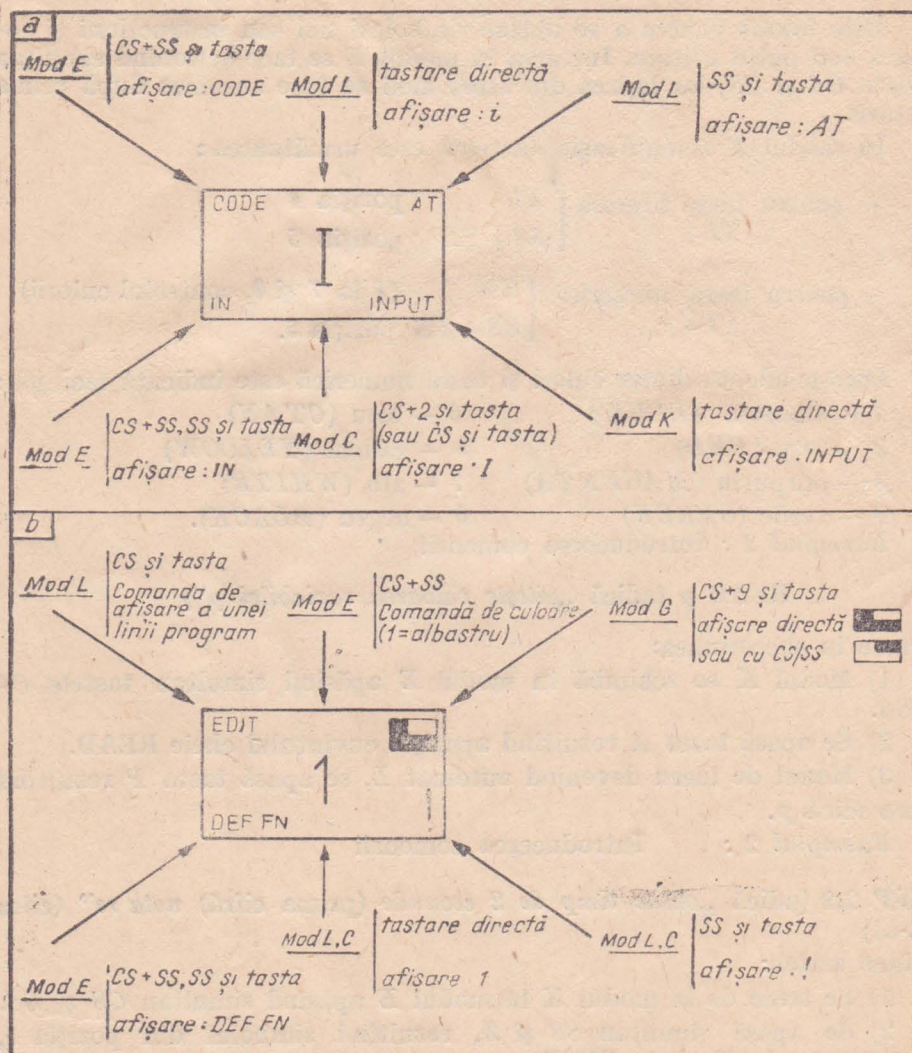 a
Mod E
CS+SS și tasta
afișare : CODE
Mod L
tastare directă
afișare : i
Mod L
SS și tasta
afișare : AT
CODE AT
I
IN INPUT
Mod E
CS+SS, SS și tasta
afișare : IN
Mod C
CS+2 și tasta
(sau CS și tasta)
afișare · I
Mod K
tastare directă
afișare · INPUT
b
Mod L
CS și tasta
Comanda de
afișare a unei
linii program
Mod E
CS+SS
Comandă de culoare
(1=albastru)
Mod G
CS+9 și tasta
afișare directă
sau cu CS/SS
EDIT
1
DEF FN !
Mod E
CS+SS, SS și tasta
afișare : DEF FN
Mod L,C
tastare directă
afișare 1
Mod L,C
SS și tasta
afișare · !